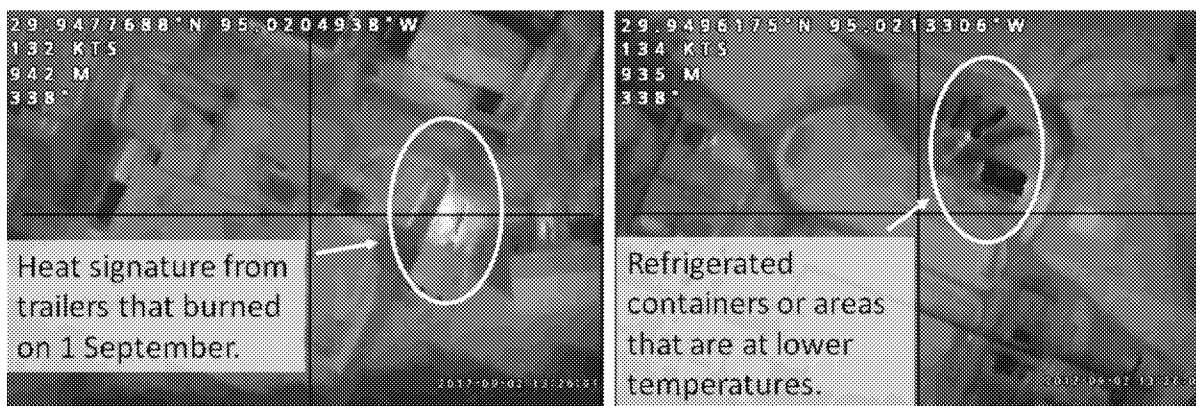 29.9477688°N 95.0204938°W
132 KTS
942 M
338°
Heat signature from
trailers that burned
on 1 September.
29.9496175°N 95.0213306°W
134 KTS
935 M
338°
Refrigerated
containers or areas
that are at lower
temperatures.